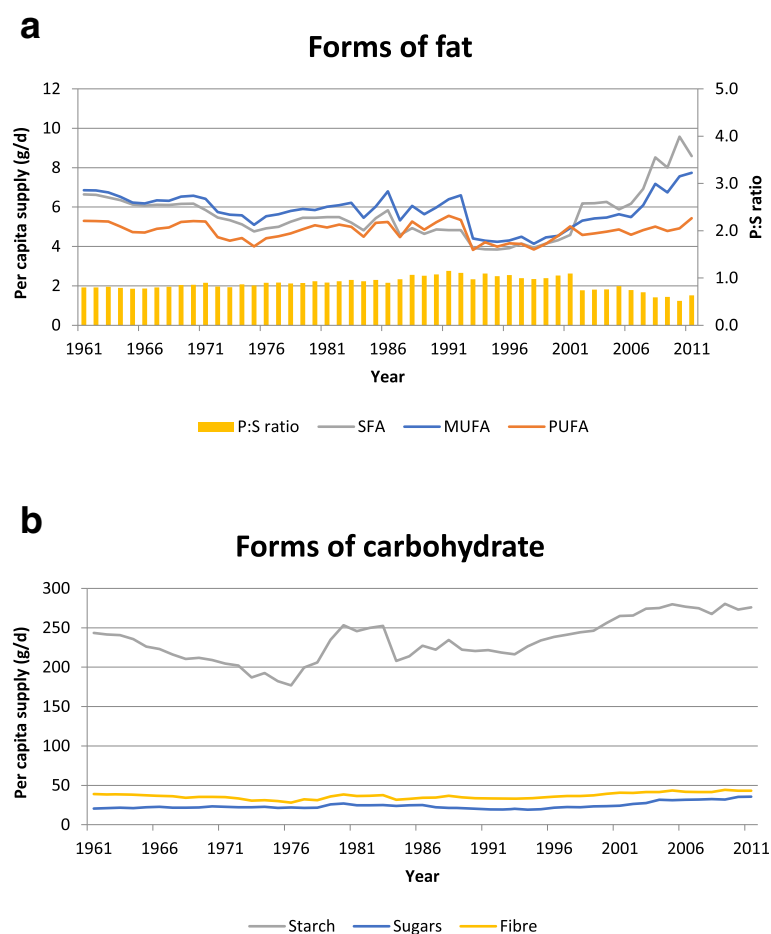 a
Forms of fat
12
10
8
6
4
2
0
Per capita supply (g/d)
5.0
4.0
3.0
2.0
1.0
0.0
P:S ratio
1961 1966 1971 1976 1981 1986 1991 1996 2001 2006 2011
Year
P:S ratio SFA MUFA PUFA
b
Forms of carbohydrate
300
250
200
150
100
50
0
Per capita supply (g/d)
1961 1966 1971 1976 1981 1986 1991 1996 2001 2006 2011
Year
Starch Sugars Fibre